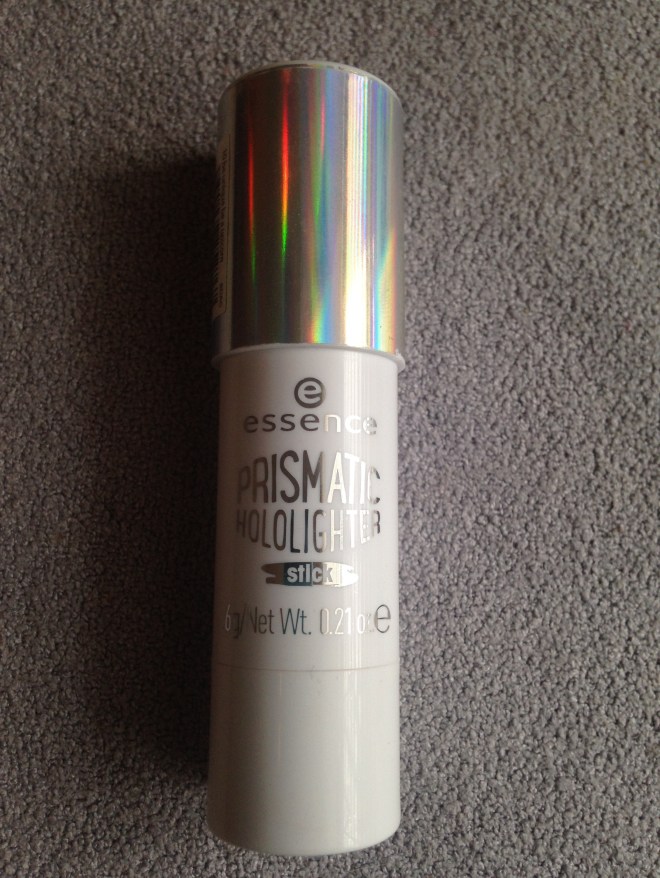 e
essence
PRISMATIC
HOLOLIGHTER
stick
6g/Net Wt. 0.21 oz e